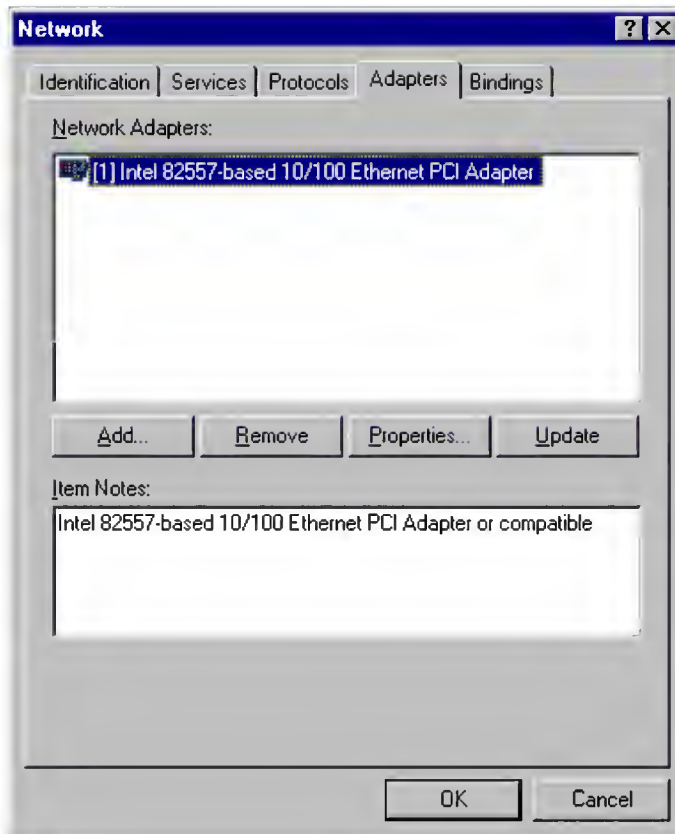 Network
Identification Services Protocols Adapters Bindings
Network Adapters:
[1] Intel 82557-based 10/100 Ethernet PCI Adapter
Add... Remove Properties... Update
Item Notes:
Intel 82557-based 10/100 Ethernet PCI Adapter or compatible
OK Cancel